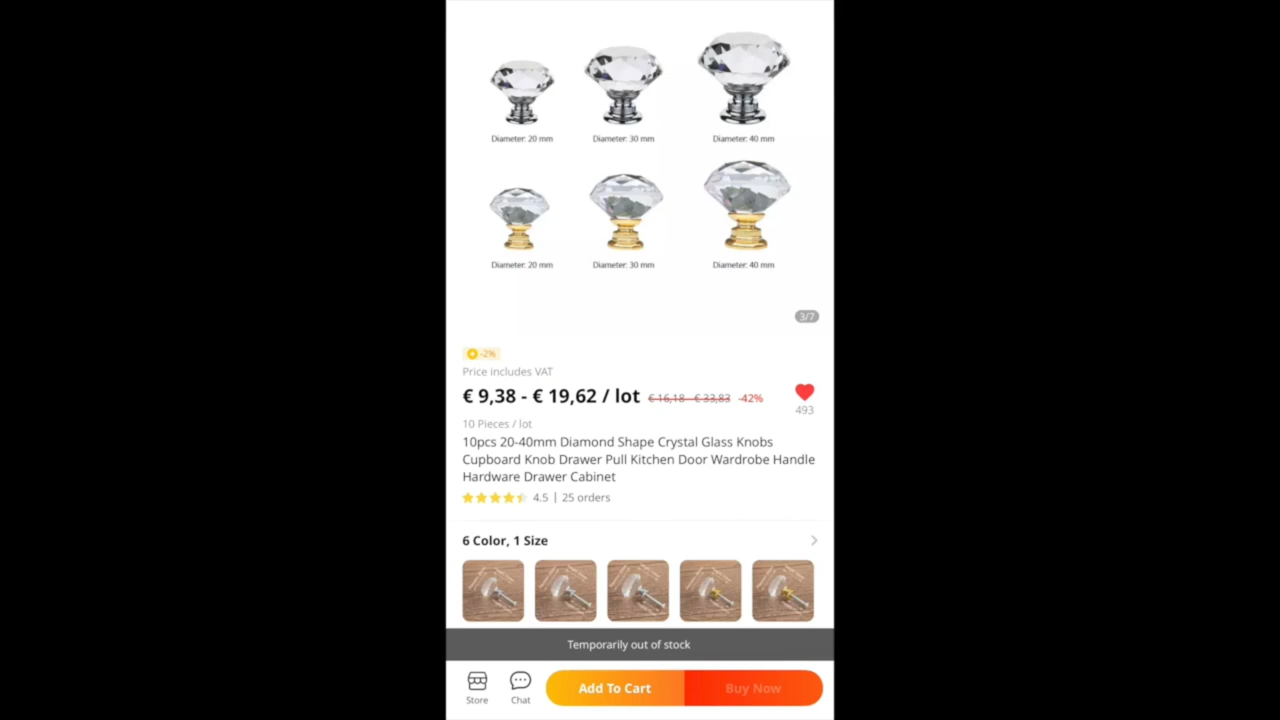 Diameter: 20 mm
Diameter: 30 mm
Diameter: 40 mm
Diameter: 20 mm
Diameter: 30 mm
Diameter: 40 mm
3/7
-2%
Price includes VAT
€ 9,38 - € 19,62 / lot € 16,18 - € 33,83 -42%
493
10 Pieces / lot
10pcs 20-40mm Diamond Shape Crystal Glass Knobs
Cupboard Knob Drawer Pull Kitchen Door Wardrobe Handle
Hardware Drawer Cabinet
4.5 | 25 orders
6 Color, 1 Size
Temporarily out of stock
Store
Chat
Add To Cart
Buy Now